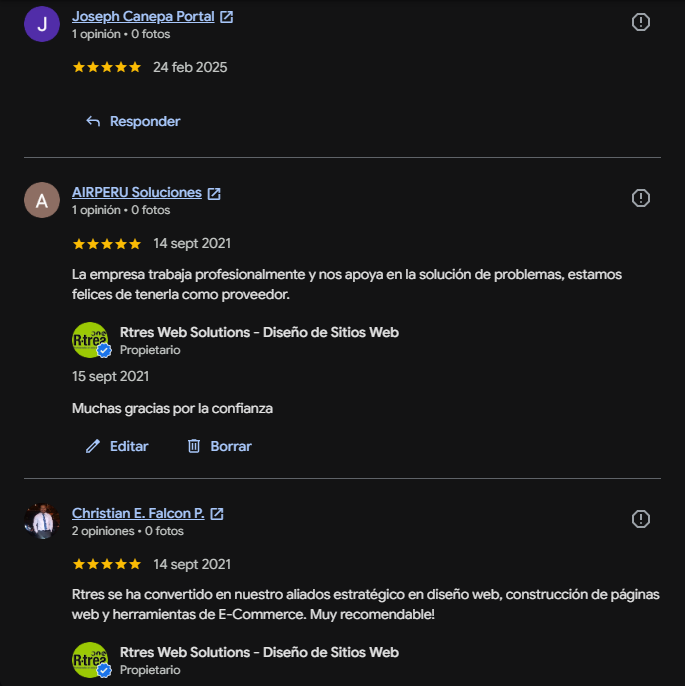 J
Joseph Canepa Portal
1 opinión • 0 fotos
24 feb 2025
Responder
A
AIRPERU Soluciones
1 opinión • 0 fotos
14 sept 2021
La empresa trabaja profesionalmente y nos apoya en la solución de problemas, estamos
felices de tenerla como proveedor.
one
R-tres
Rtres Web Solutions - Diseño de Sitios Web
Propietario
15 sept 2021
Muchas gracias por la confianza
Editar Borrar
Christian E. Falcon P.
2 opiniones • 0 fotos
14 sept 2021
Rtres se ha convertido en nuestro aliados estratégico en diseño web, construcción de páginas
web y herramientas de E-Commerce. Muy recomendable!
one
R-tres
Rtres Web Solutions - Diseño de Sitios Web
Propietario